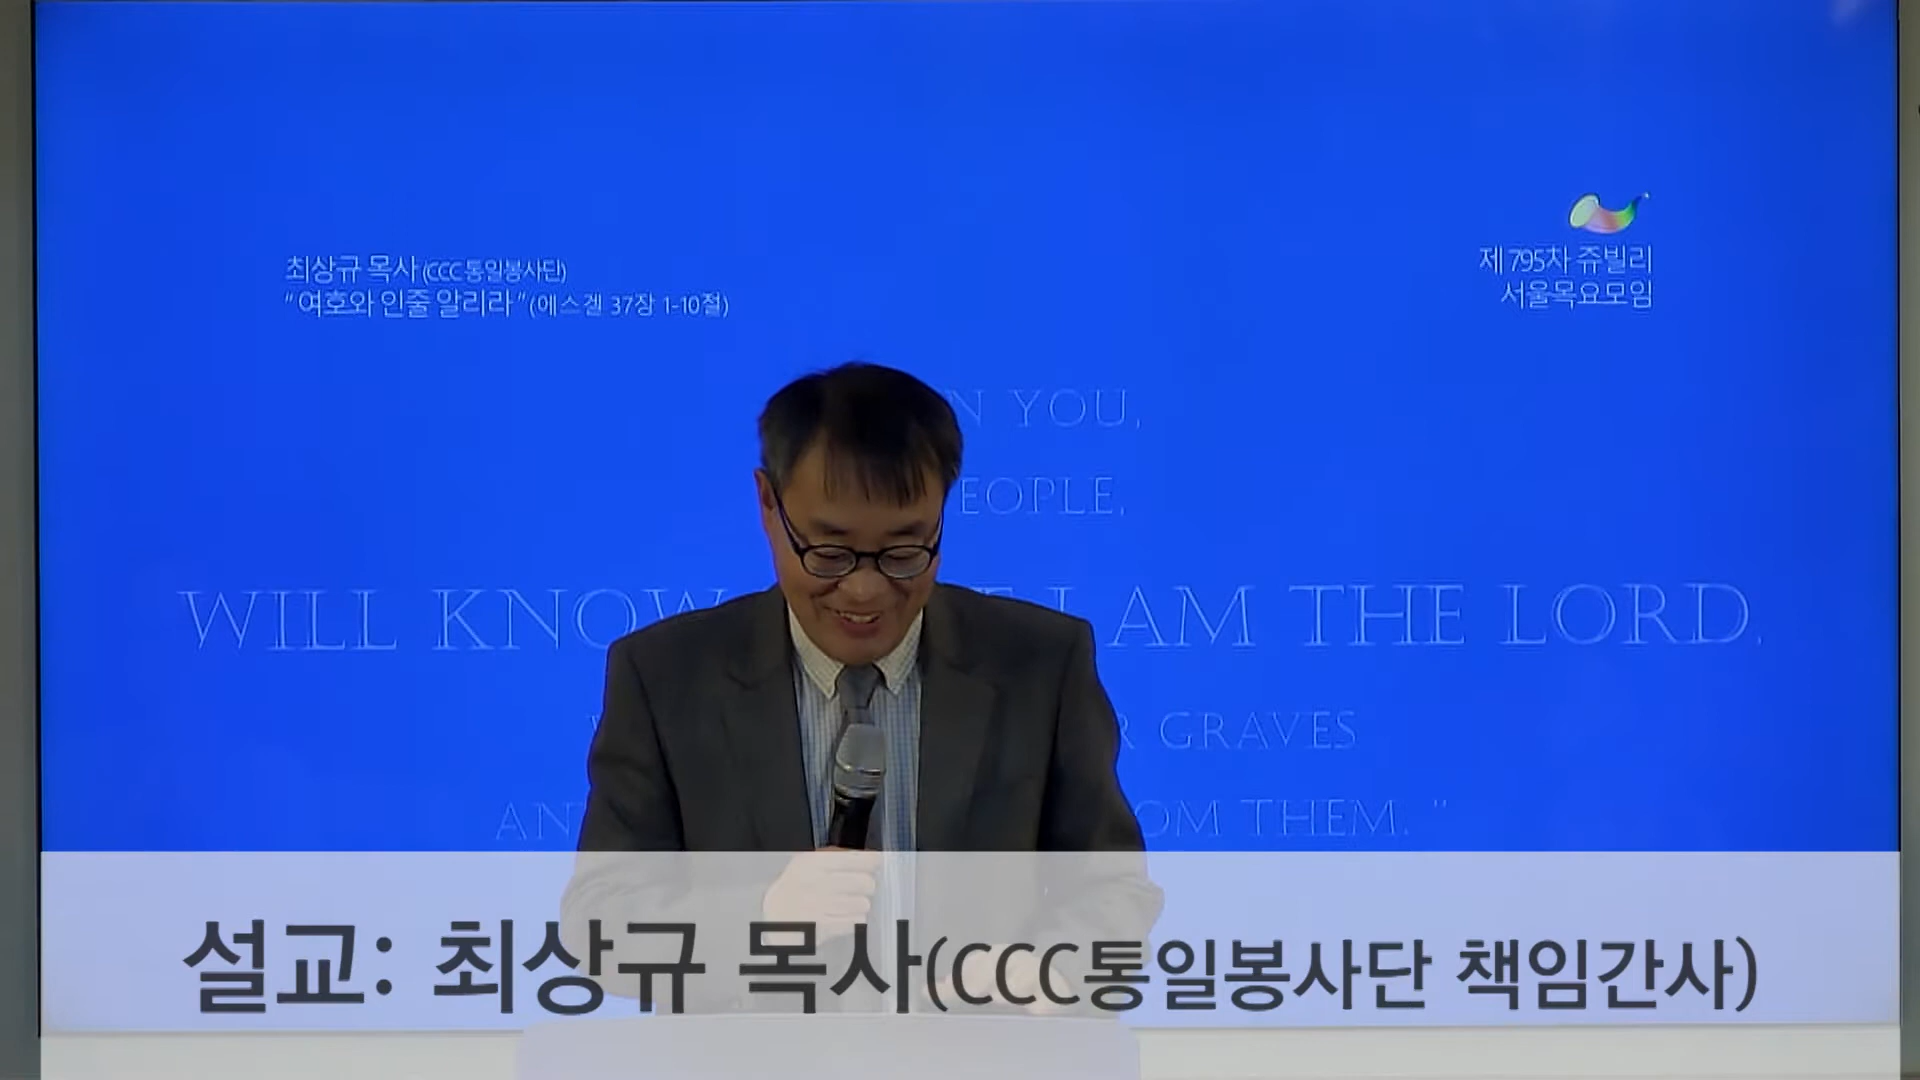 최상규 목사 (CCC통일봉사단)
" 여호와 인줄 알리라 " (에스겔 37장 1-10절)
제 795차 쥬빌리
서울목요모임
YOU,
EOPLE,
WILL KNOW I AM THE LORD,
GRAVES
THEM. "
설교: 최상규 목사(CCC통일봉사단 책임간사)